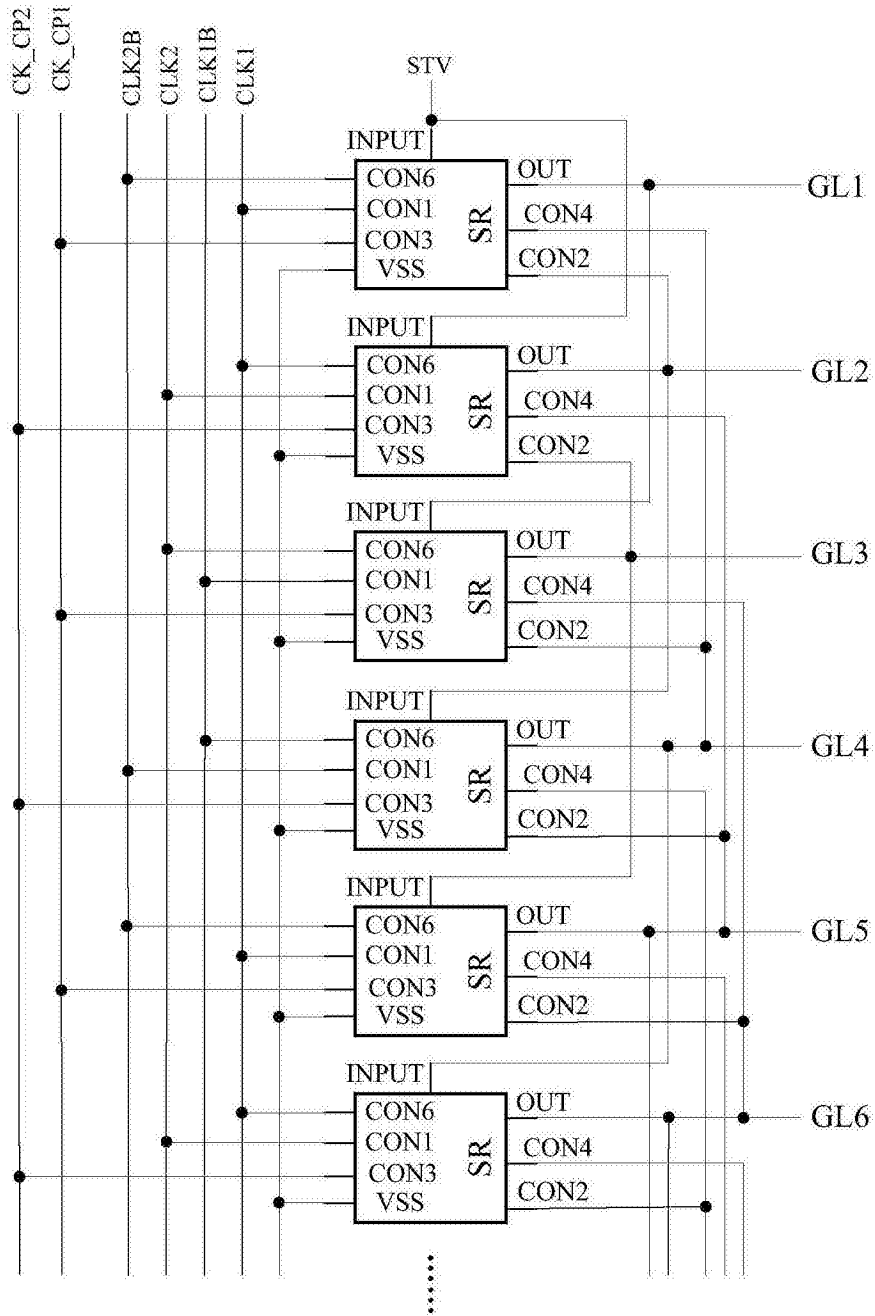 CK_CP2
CK_CP1
CLK2B
CLK2
CLK1B
CLK1
STV
INPUT
CON6
CON1
CON3
VSS
SR
OUT
CON4
CON2
GL1
INPUT
CON6
CON1
CON3
VSS
SR
OUT
CON4
CON2
GL2
INPUT
CON6
CON1
CON3
VSS
SR
OUT
CON4
CON2
GL3
INPUT
CON6
CON1
CON3
VSS
SR
OUT
CON4
CON2
GL4
INPUT
CON6
CON1
CON3
VSS
SR
OUT
CON4
CON2
GL5
INPUT
CON6
CON1
CON3
VSS
SR
OUT
CON4
CON2
GL6